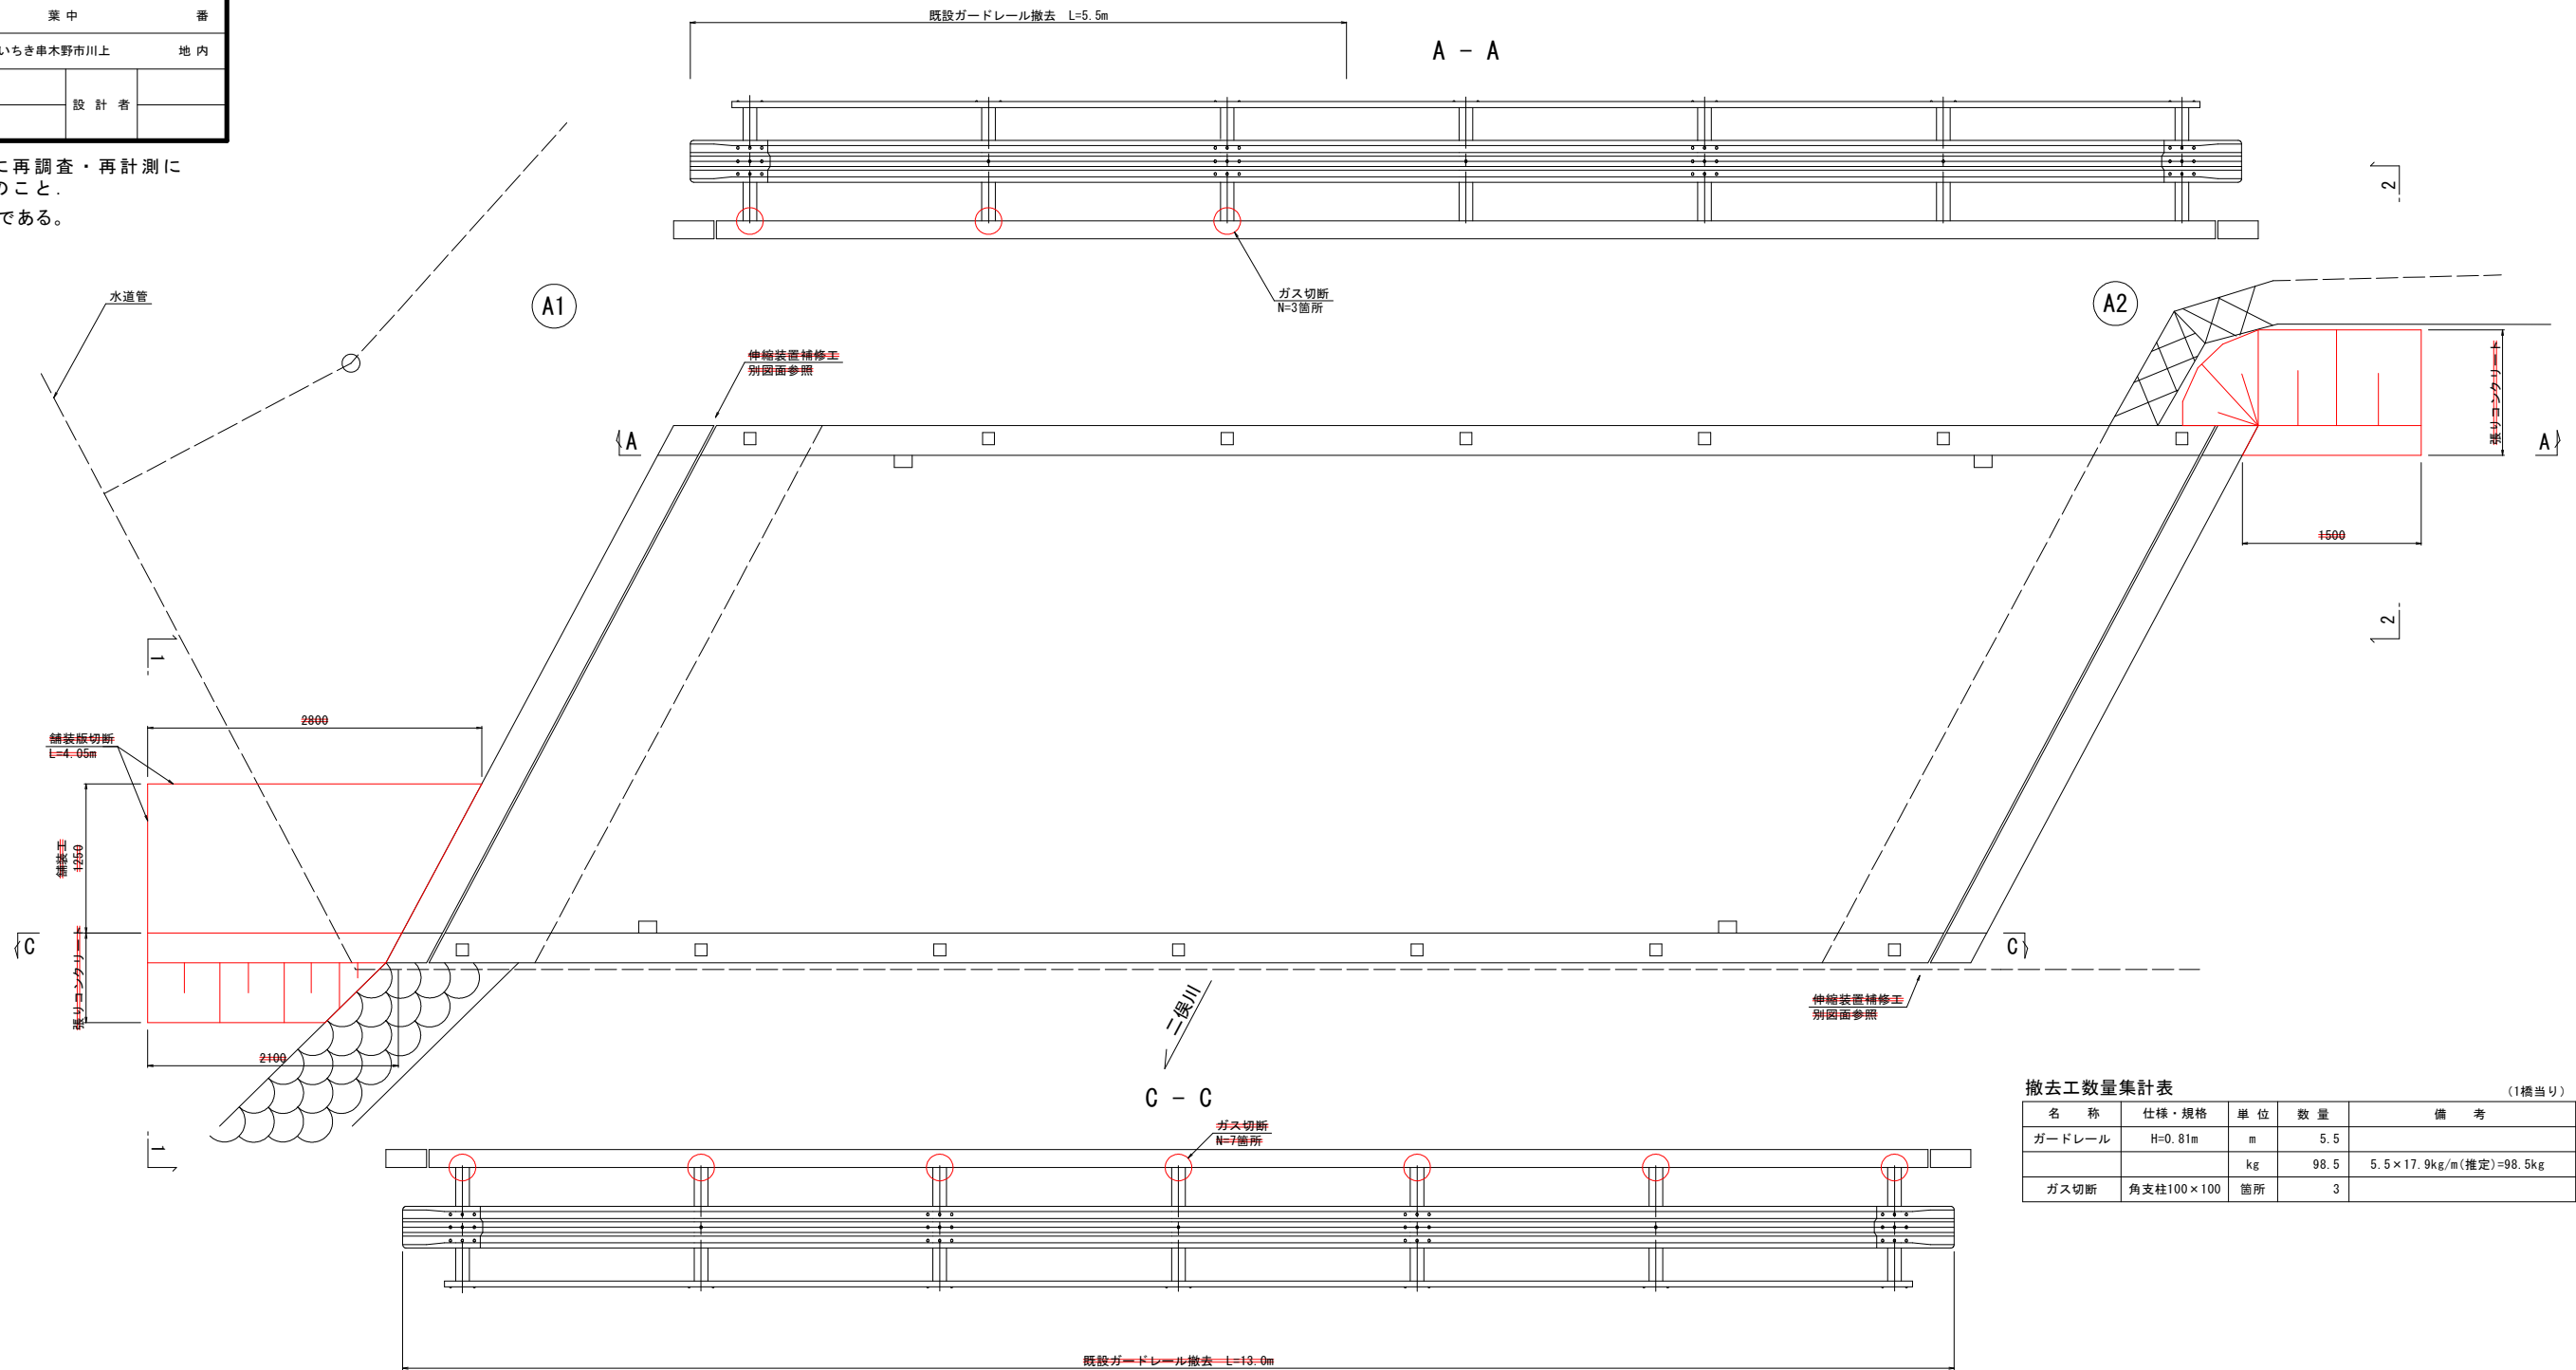 葉中 番
いちき串木野市川上 地内
設計者
に再調査・再計測に
のこと.
である。
既設ガードレール撤去 L=5.5m
A － A
ガス切断
N=3箇所
水道管
A1
A2
伸縮装置補修工
別図面参照
張りコンクリート
A
A
1500
2
2
1
1
2800
舗装版切断
L=4.05m
舗装工
1250
張りコンクリート
C
C
2100
二俣川
伸縮装置補修工
別図面参照
C － C
ガス切断
N=7箇所
既設ガードレール撤去 L=13.0m
撤去工数量集計表 (1橋当り)
名称 仕様・規格 単位 数量 備考
ガードレール H=0.81m m 5.5
kg 98.5 5.5×17.9kg/m(推定)=98.5kg
ガス切断 角支柱100×100 箇所 3